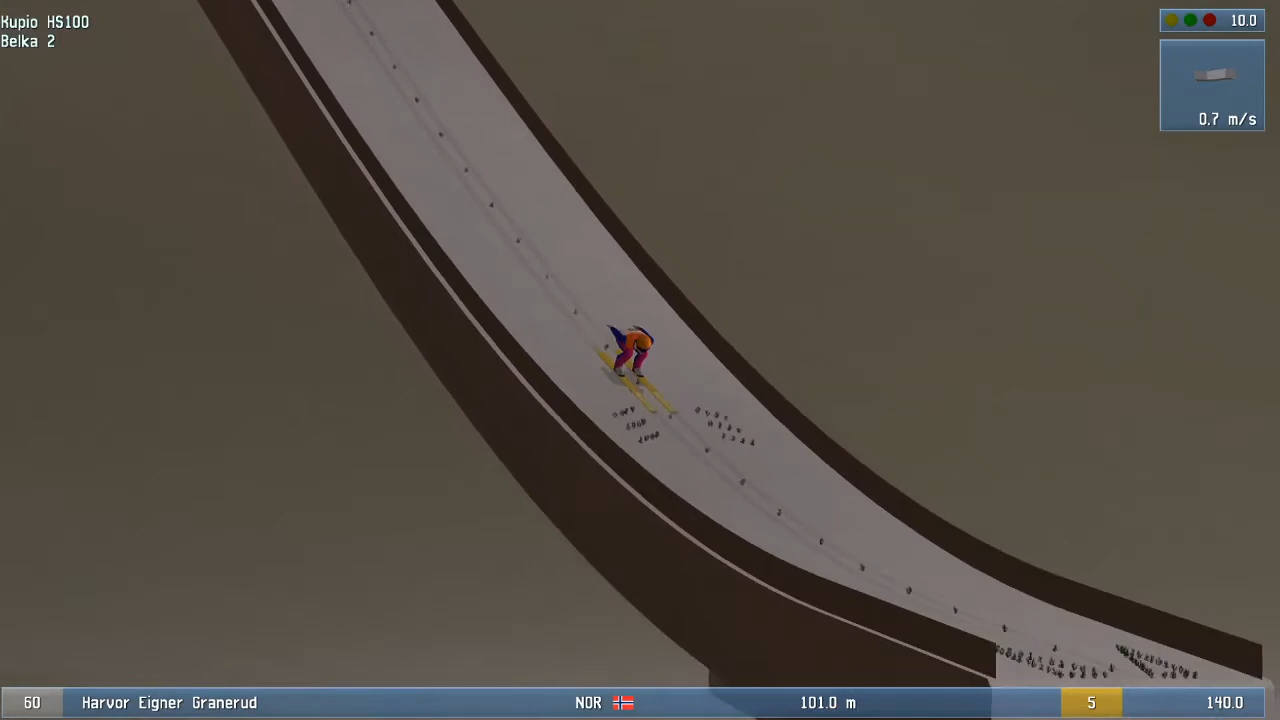 Kupio HS100
Belka 2
10.0
0.7 m/s
60 Harvor Eigner Granerud NOR 101.0 m 5 140.0